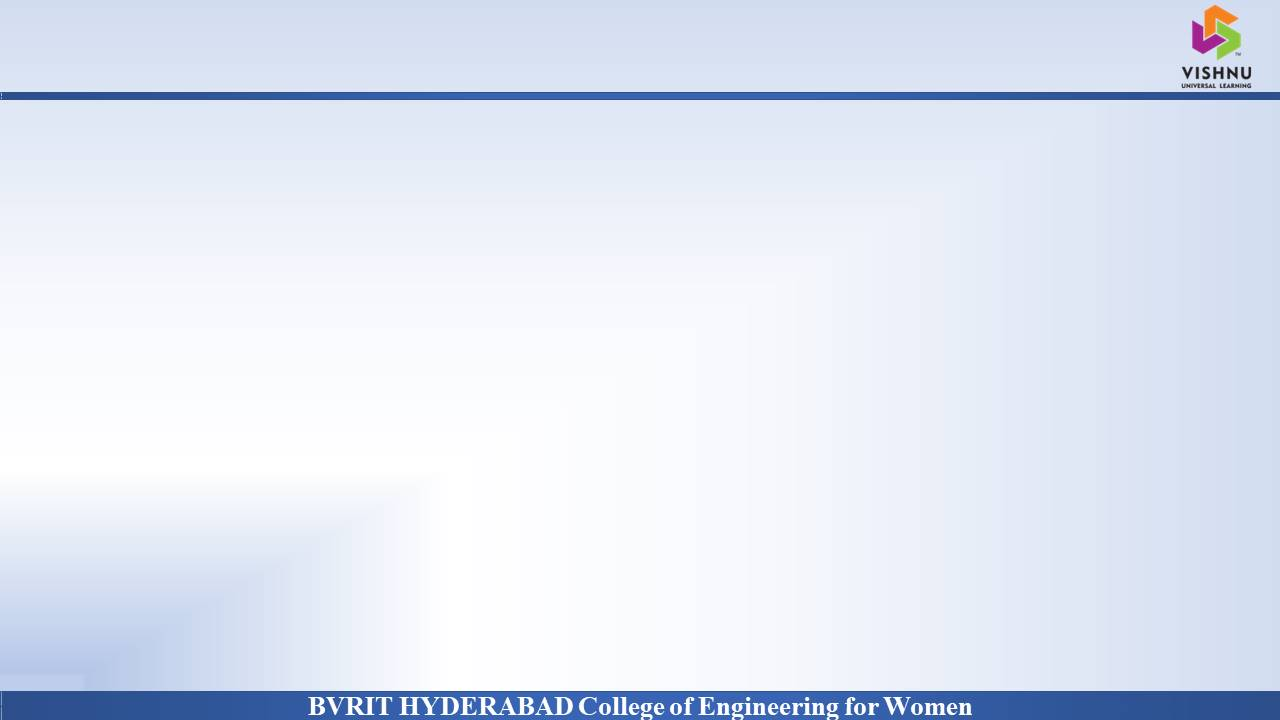 VISHNU
UNIVERSAL LEARNING
BVRIT HYDERABAD College of Engineering for Women